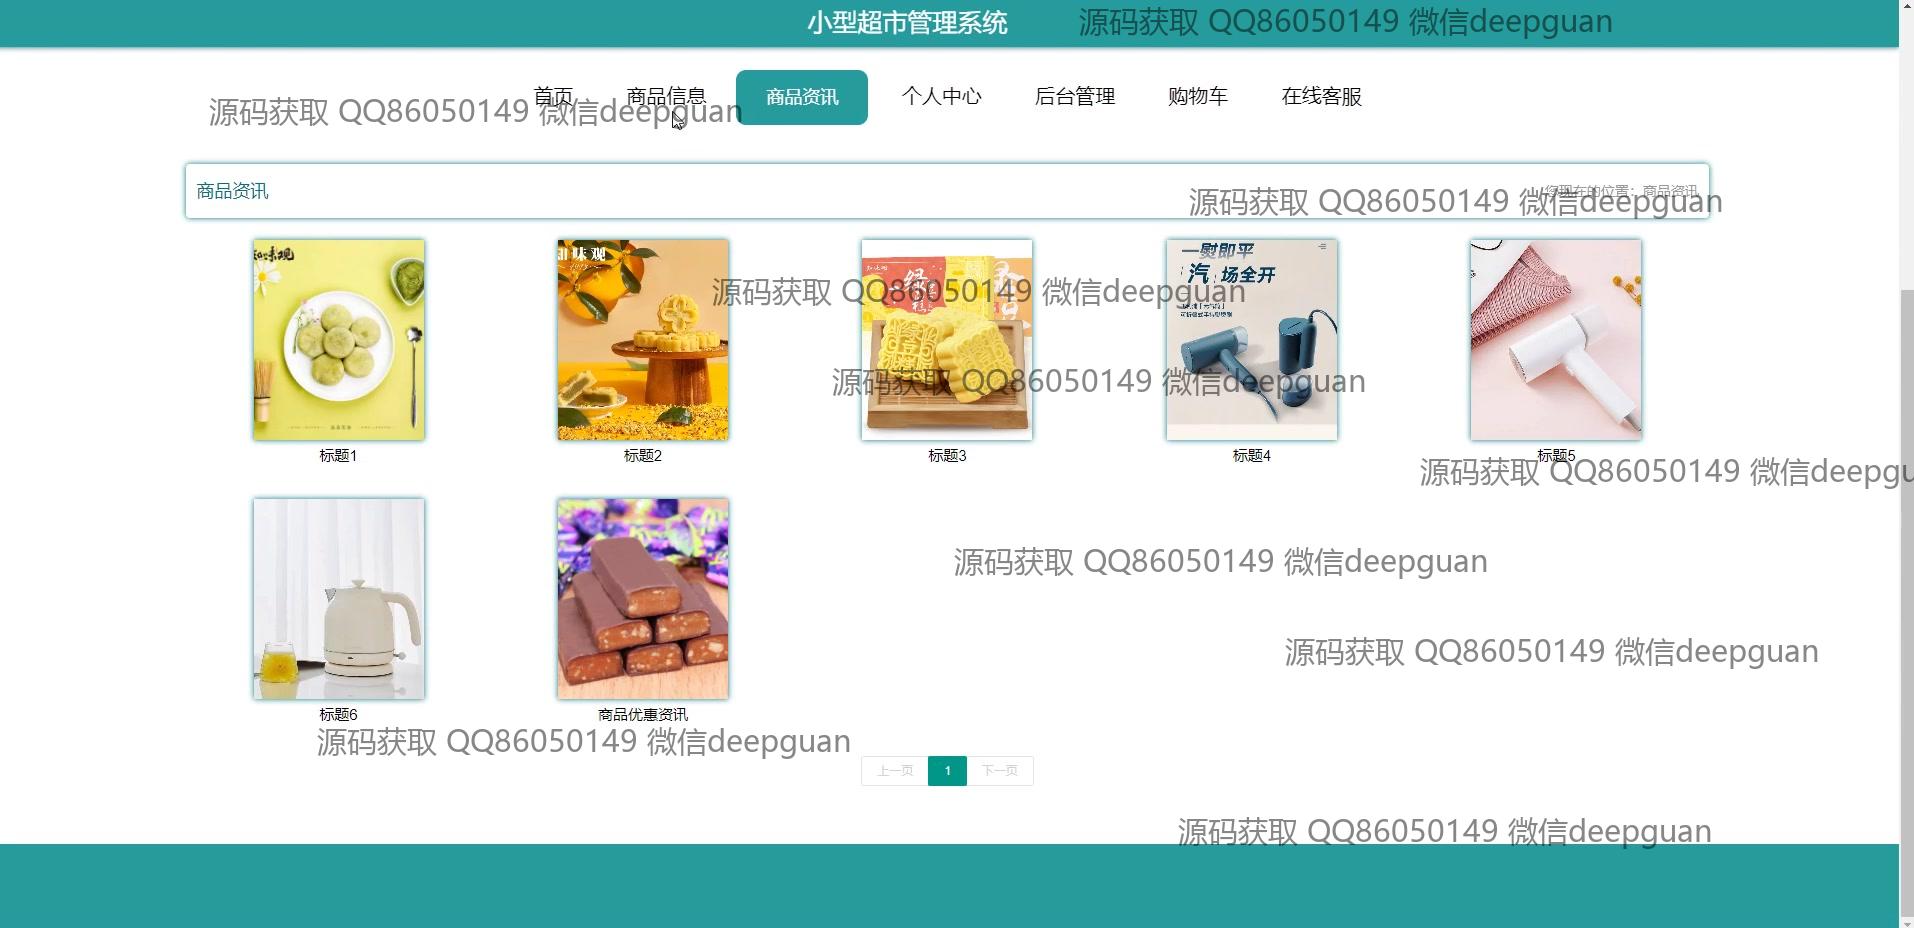 小型超市管理系统
源码获取 QQ86050149 微信deepguan
首页 商品信息 商品资讯 个人中心 后台管理 购物车 在线客服
源码获取 QQ86050149 微信deepguan
商品资讯
您现在的位置：商品资讯
源码获取 QQ86050149 微信deepguan
知味观
一熨即平
汽场全开
源码获取 QQ86050149 微信deepguan
源码获取 QQ86050149 微信deepguan
标题1 标题2 标题3 标题4 标题5
源码获取 QQ86050149 微信deepgu
源码获取 QQ86050149 微信deepguan
源码获取 QQ86050149 微信deepguan
标题6 商品优惠资讯
源码获取 QQ86050149 微信deepguan
上一页 1 下一页
源码获取 QQ86050149 微信deepguan